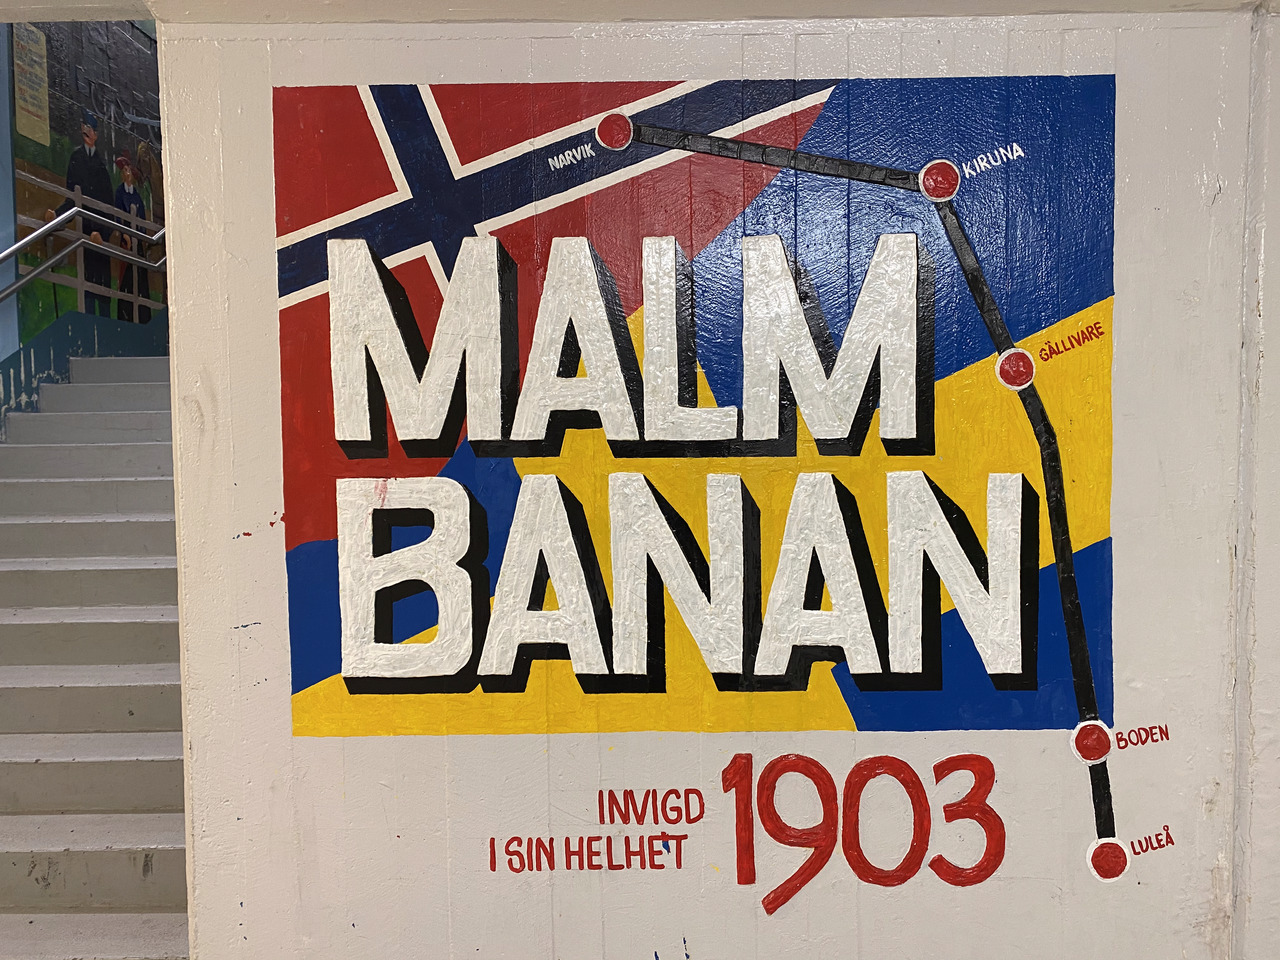 NARVIK
KIRUNA
GÄLLIVARE
MALM
BANAN
BODEN
INVIGD
I SIN HELHET
1903
LULEÅ